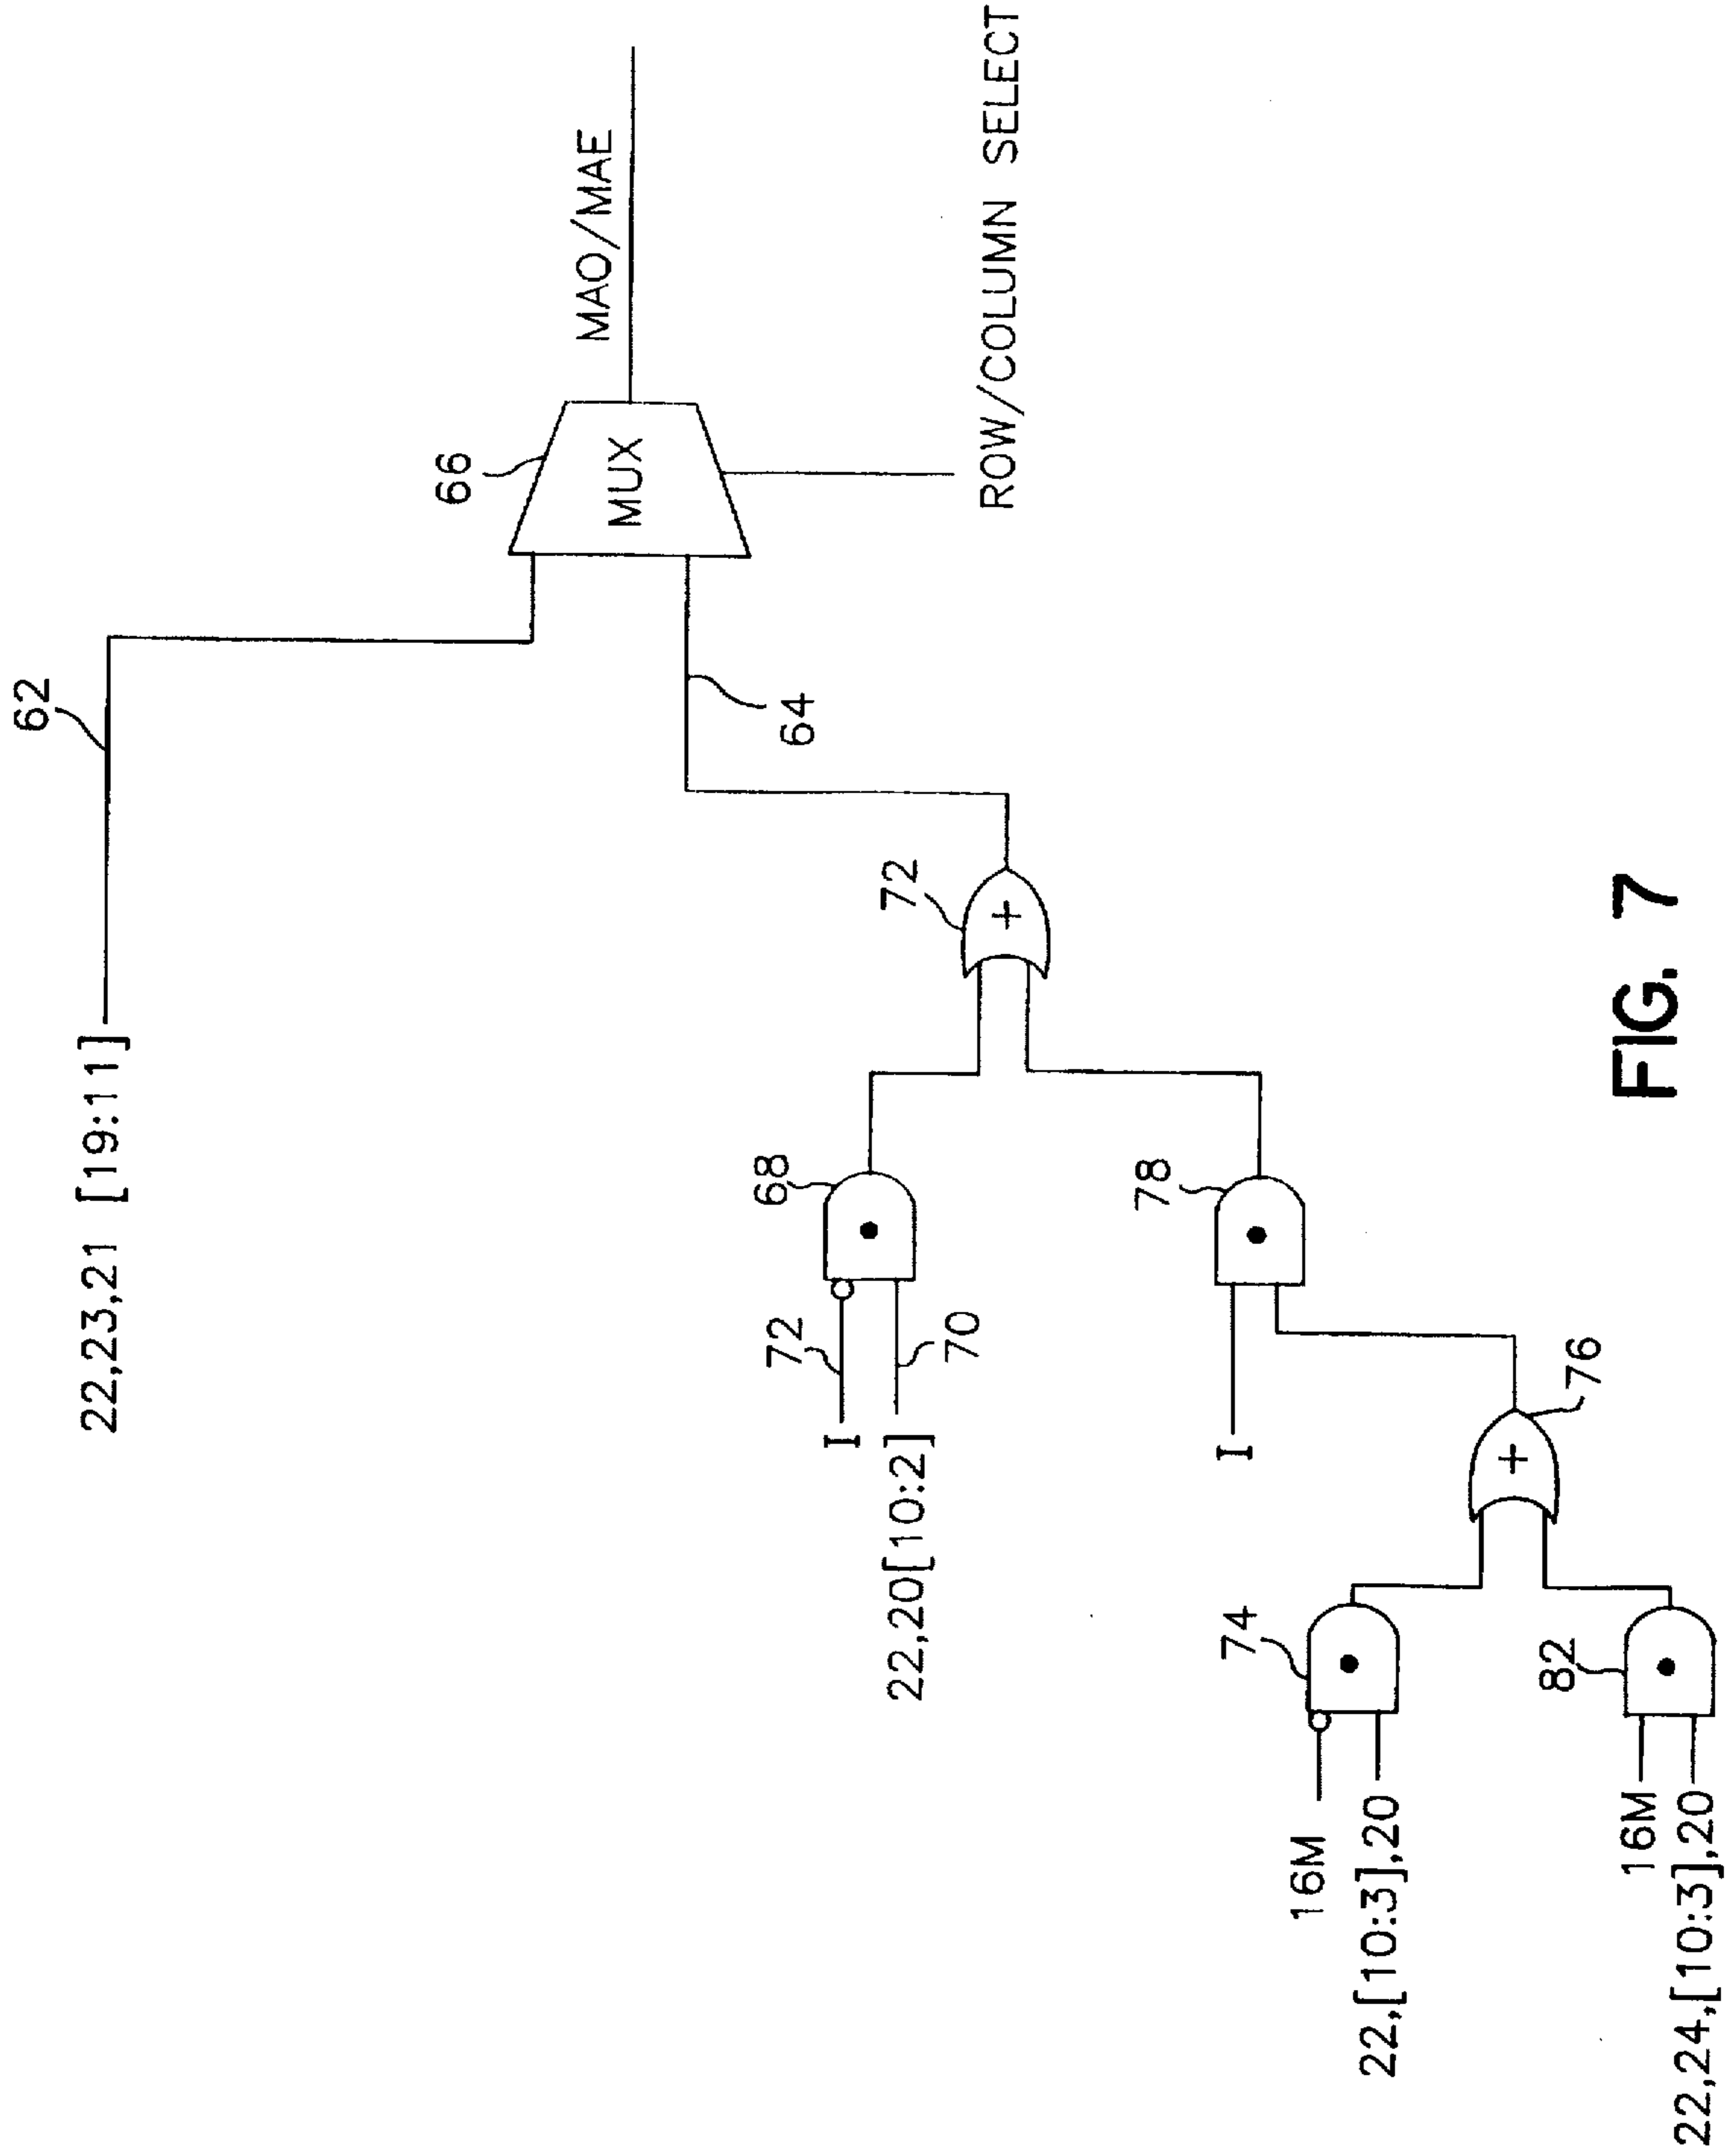 22,23,21 [19:11]
62
66
MUX
MAO/MAE
64
ROW/COLUMN SELECT
72
68
72
I
22,20[10:2]
70
78
I
76
74
16M
22,[10:3],20
82
16M
22,24,[10:3],20
FIG. 7